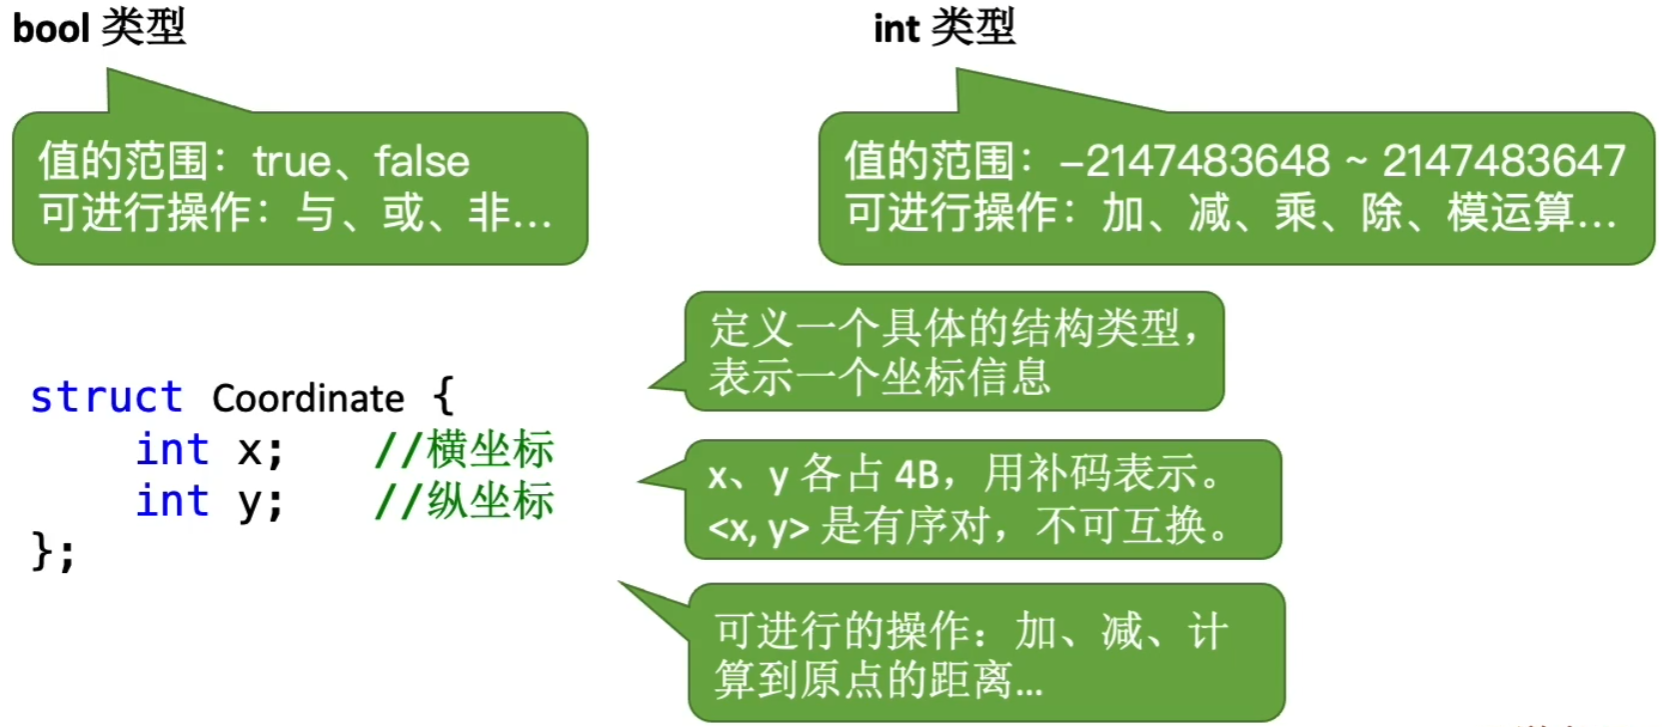 bool 类型
int 类型
值的范围：true、false
可进行操作：与、或、非...
值的范围：-2147483648 ~ 2147483647
可进行操作：加、减、乘、除、模运算...
定义一个具体的结构类型，
表示一个坐标信息
struct Coordinate {
int x; //横坐标
int y; //纵坐标
};
x、y 各占 4B，用补码表示。
<x, y> 是有序对，不可互换。
可进行的操作：加、减、计
算到原点的距离...